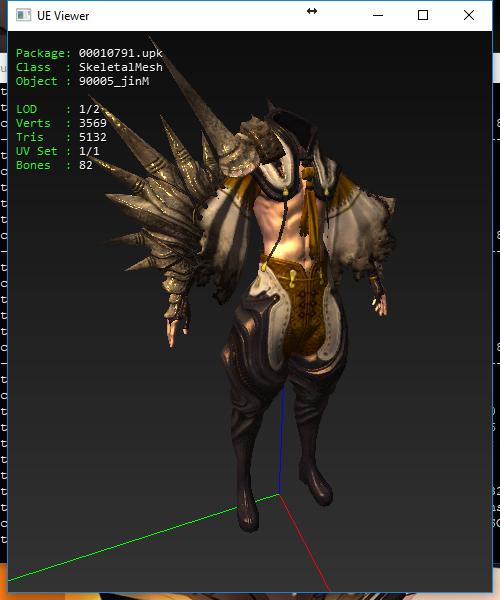 UE Viewer
Package: 00010791.upk
Class : SkeletalMesh
Object : 90005_jinM
LOD : 1/2
Verts : 3569
Tris : 5132
UV Set : 1/1
Bones : 82